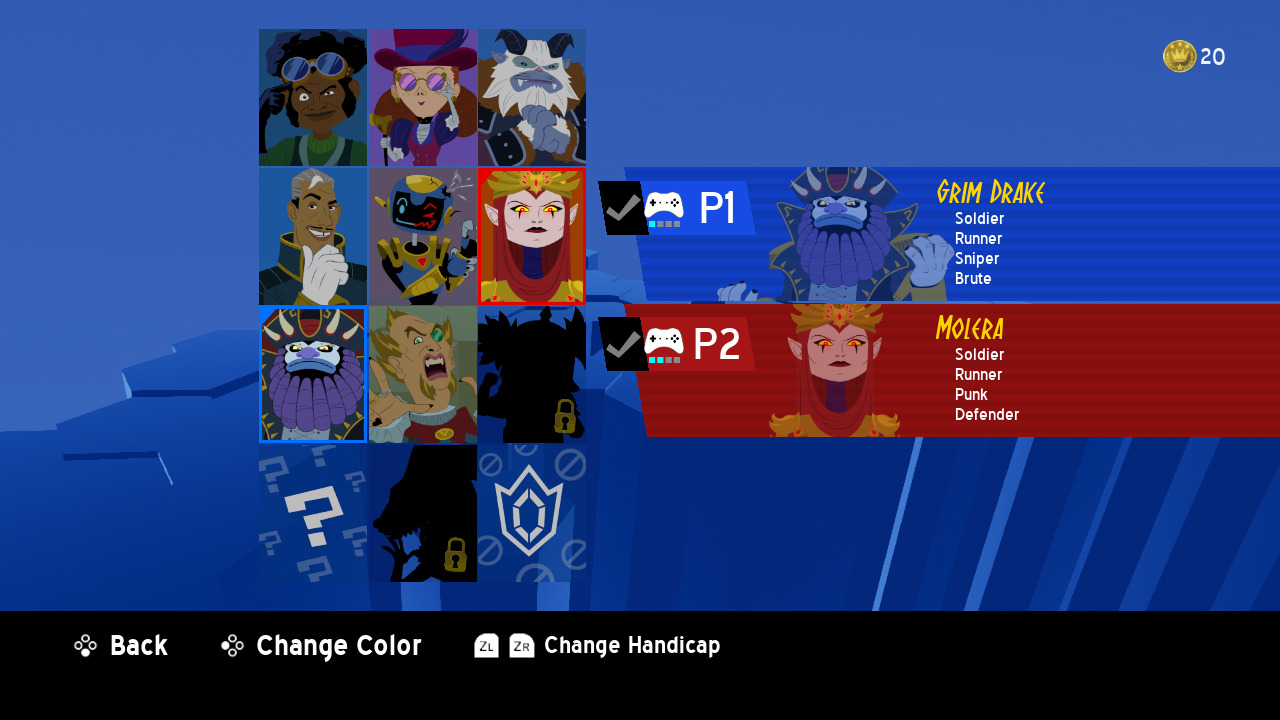 20
P1
GRIM DRAKE
Soldier
Runner
Sniper
Brute
P2
MOLERA
Soldier
Runner
Punk
Defender
?
Back
Change Color
ZL ZR Change Handicap